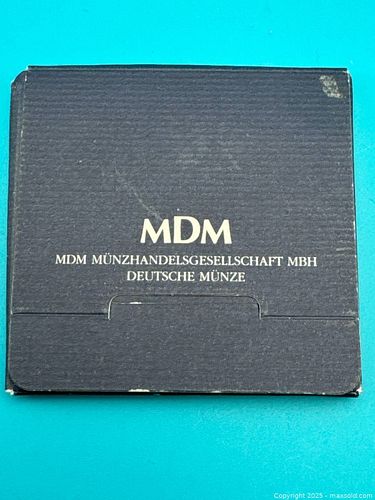 MDM
MDM MÜNZHANDELSGESELLSCHAFT MBH
DEUTSCHE MÜNZE
Copyright 2025 - maxsold.com